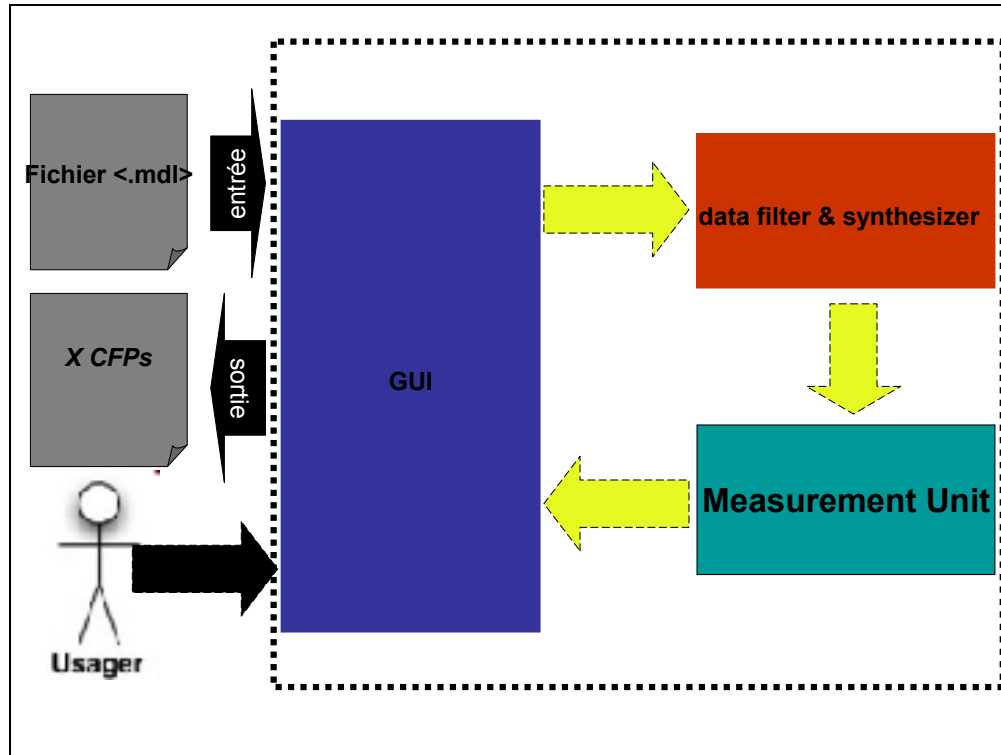 Fichier <.mdl>
entrée
data filter & synthesizer
X CFPs
sortie
GUI
Measurement Unit
Usager